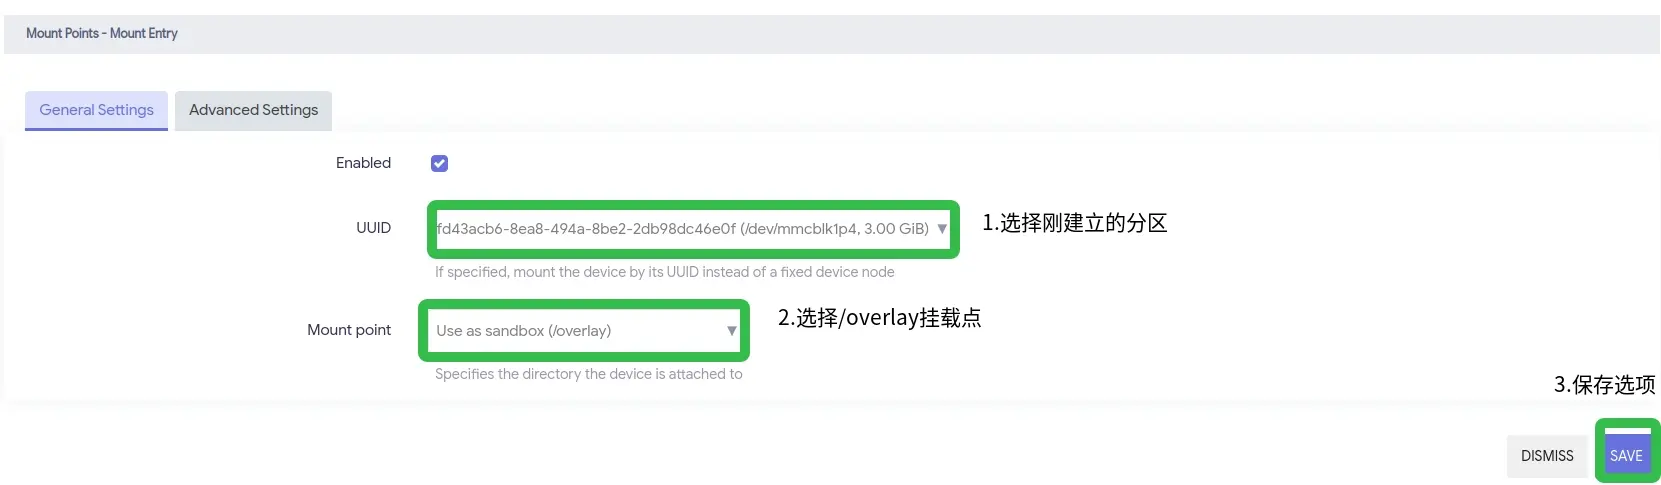 Mount Points - Mount Entry
General Settings
Advanced Settings
Enabled
UUID
fd43acb6-8ea8-494a-8be2-2db98dc46e0f (/dev/mmcblk1p4, 3.00 GiB) ▼
1.选择刚建立的分区
If specified, mount the device by its UUID instead of a fixed device node
Mount point
Use as sandbox (/overlay) ▼
2.选择/overlay挂载点
Specifies the directory the device is attached to
3.保存选项
DISMISS
SAVE